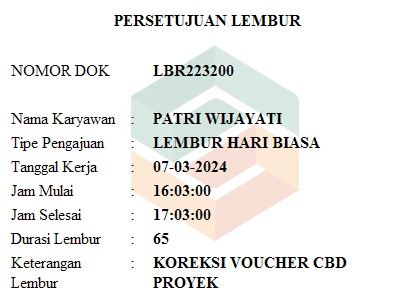 PERSETUJUAN LEMBUR
NOMOR DOK LBR223200
Nama Karyawan : PATRI WIJAYATI
Tipe Pengajuan : LEMBUR HARI BIASA
Tanggal Kerja : 07-03-2024
Jam Mulai : 16:03:00
Jam Selesai : 17:03:00
Durasi Lembur : 65
Keterangan : KOREKSI VOUCHER CBD
Lembur PROYEK